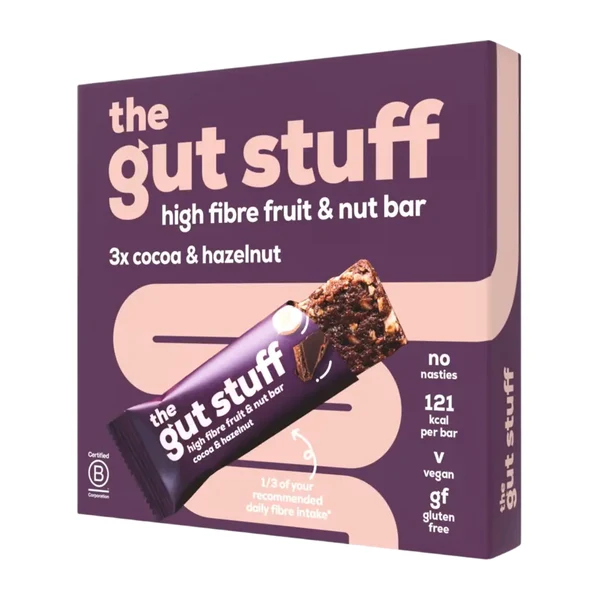 the
gut stuff
high fibre fruit & nut bar
3x cocoa & hazelnut
the
gut stuff
high fibre fruit & nut bar
cocoa & hazelnut
1/3 of your
recommended
daily fibre intake*
no
nasties
121
kcal
per bar
v
vegan
gf
gluten
free
Certified
B
Corporation
the
gut stuff